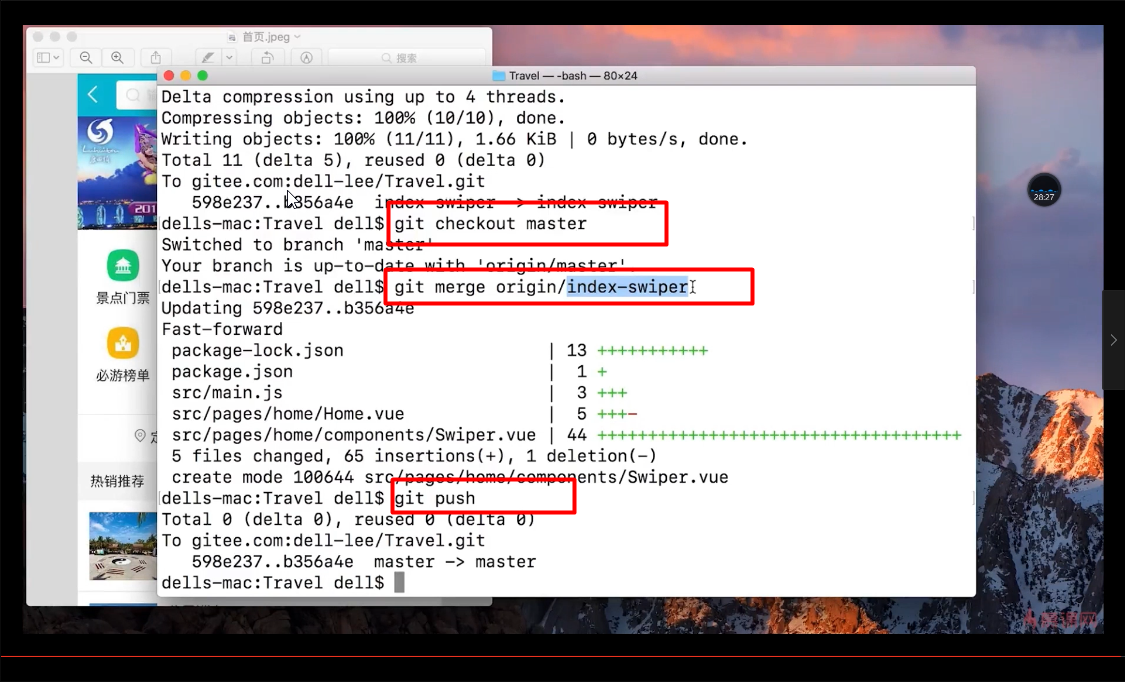 首页.jpeg
搜索
Travel — -bash — 80×24
Delta compression using up to 4 threads.
Compressing objects: 100% (10/10), done.
Writing objects: 100% (11/11), 1.66 KiB | 0 bytes/s, done.
Total 11 (delta 5), reused 0 (delta 0)
To gitee.com:dell-lee/Travel.git
598e237..b356a4e index-swiper -> index-swiper
dells-mac:Travel dell$ git checkout master
Switched to branch 'master'
Your branch is up-to-date with 'origin/master'.
dells-mac:Travel dell$ git merge origin/index-swiper
Updating 598e237..b356a4e
Fast-forward
package-lock.json | 13 +++++++++++
package.json | 1 +
src/main.js | 3 +++
src/pages/home/Home.vue | 5 +++-
src/pages/home/components/Swiper.vue | 44 ++++++++++++++++++++++++++++++++++++
5 files changed, 65 insertions(+), 1 deletion(-)
create mode 100644 src/pages/home/components/Swiper.vue
dells-mac:Travel dell$ git push
Total 0 (delta 0), reused 0 (delta 0)
To gitee.com:dell-lee/Travel.git
598e237..b356a4e master -> master
dells-mac:Travel dell$
景点门票
必游榜单
热销推荐
201
28:27